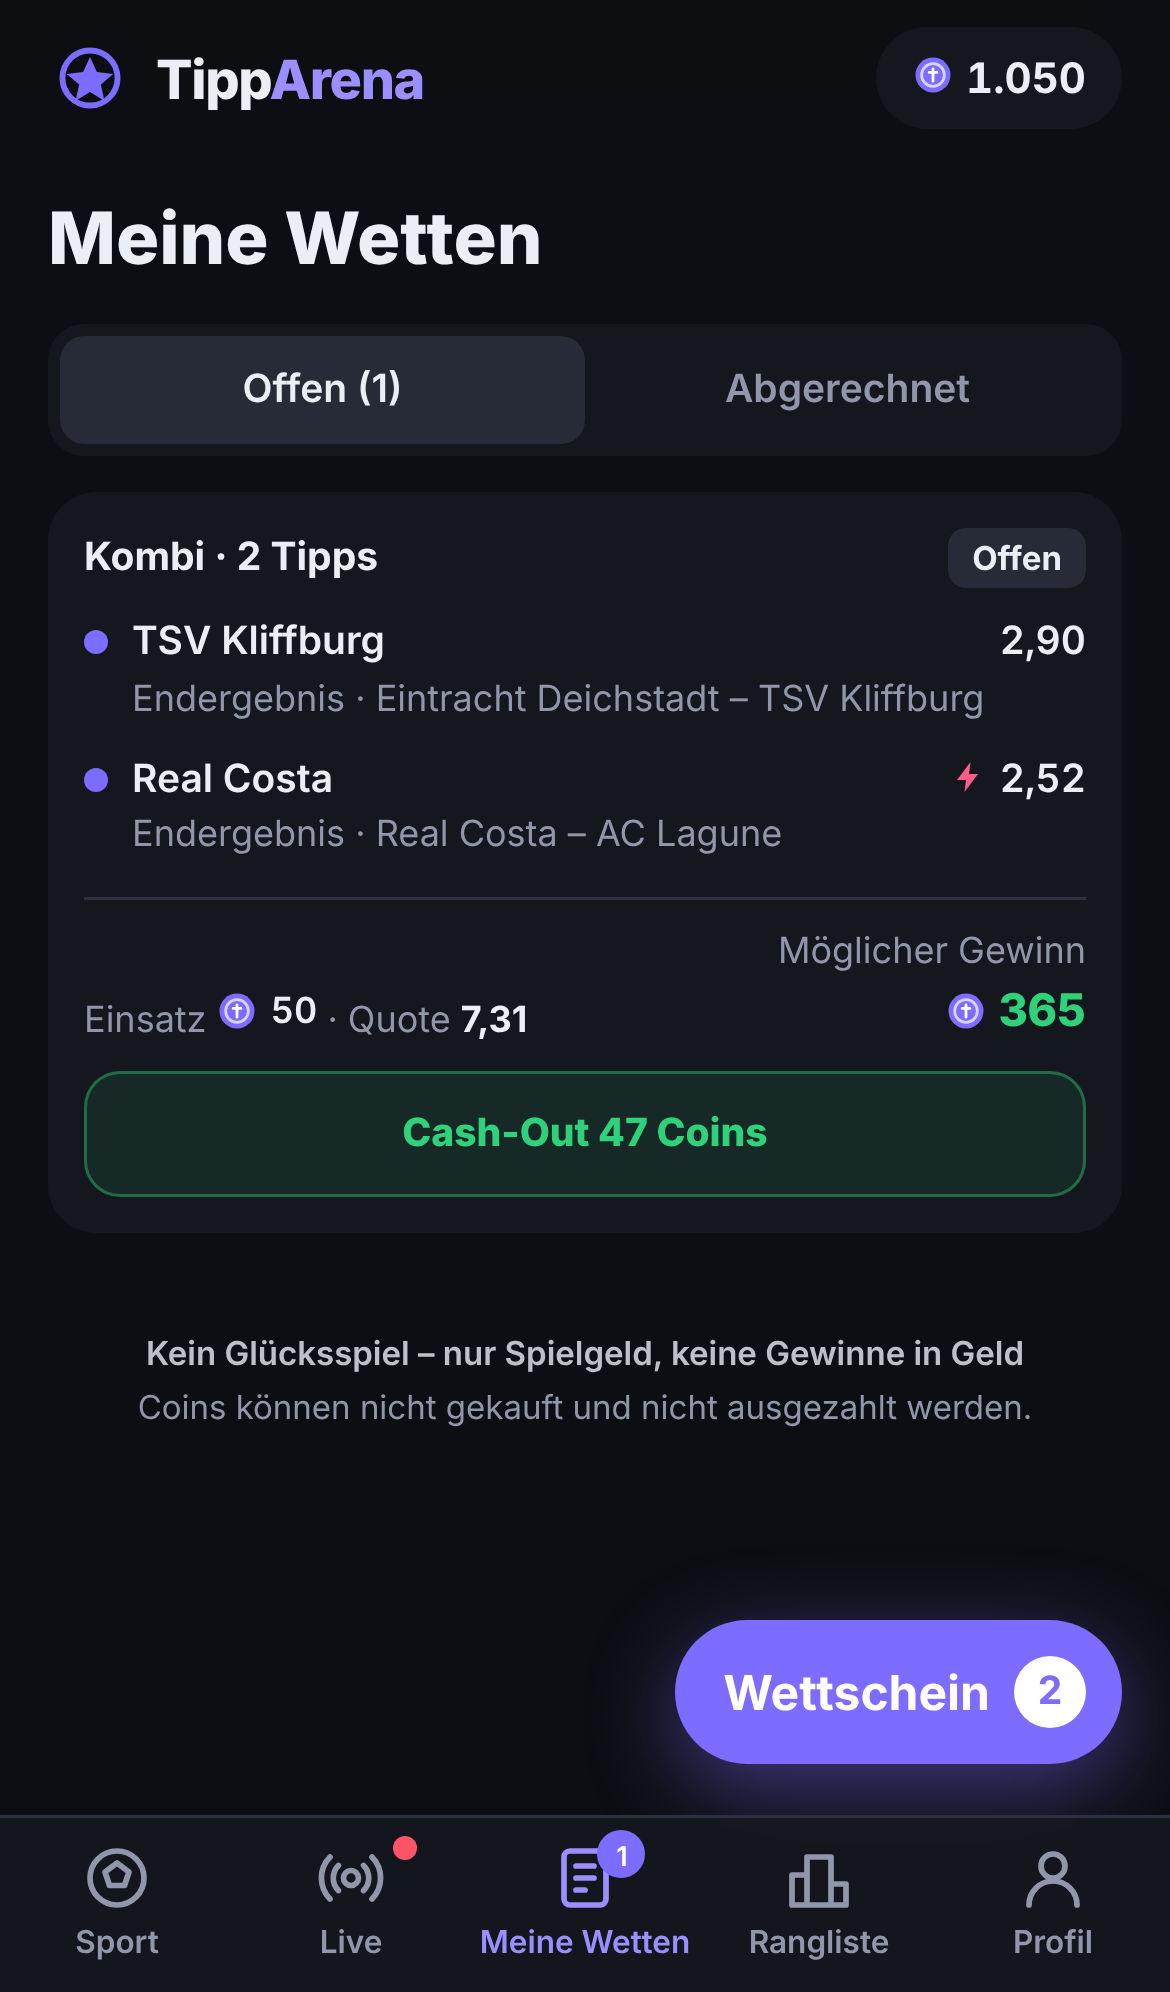 TippArena
1.050
Meine Wetten
Offen (1)
Abgerechnet
Kombi · 2 Tipps
Offen
TSV Kliffburg
2,90
Endergebnis · Eintracht Deichstadt – TSV Kliffburg
Real Costa
2,52
Endergebnis · Real Costa – AC Lagune
Möglicher Gewinn
Einsatz 50 · Quote 7,31
365
Cash-Out 47 Coins
Kein Glücksspiel – nur Spielgeld, keine Gewinne in Geld
Coins können nicht gekauft und nicht ausgezahlt werden.
Wettschein 2
1
Sport
Live
Meine Wetten
Rangliste
Profil